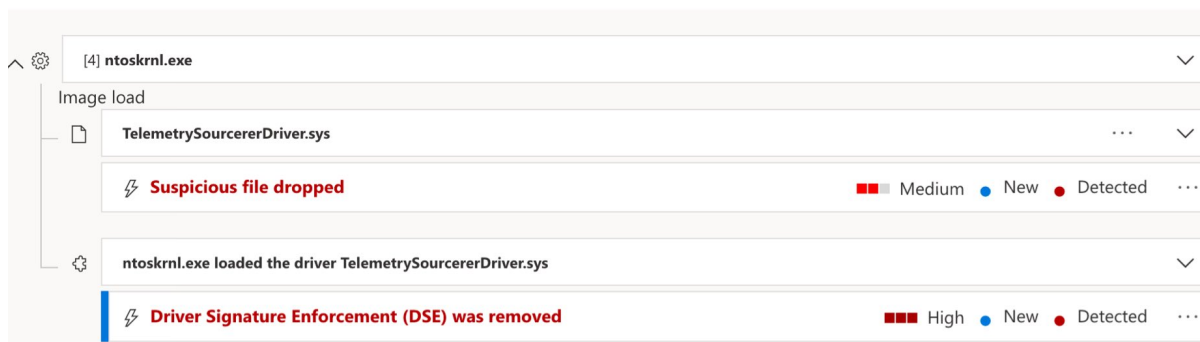 [4] ntoskrnl.exe
Image load
TelemetrySourcererDriver.sys ...
Suspicious file dropped Medium New Detected ...
ntoskrnl.exe loaded the driver TelemetrySourcererDriver.sys
Driver Signature Enforcement (DSE) was removed High New Detected ...